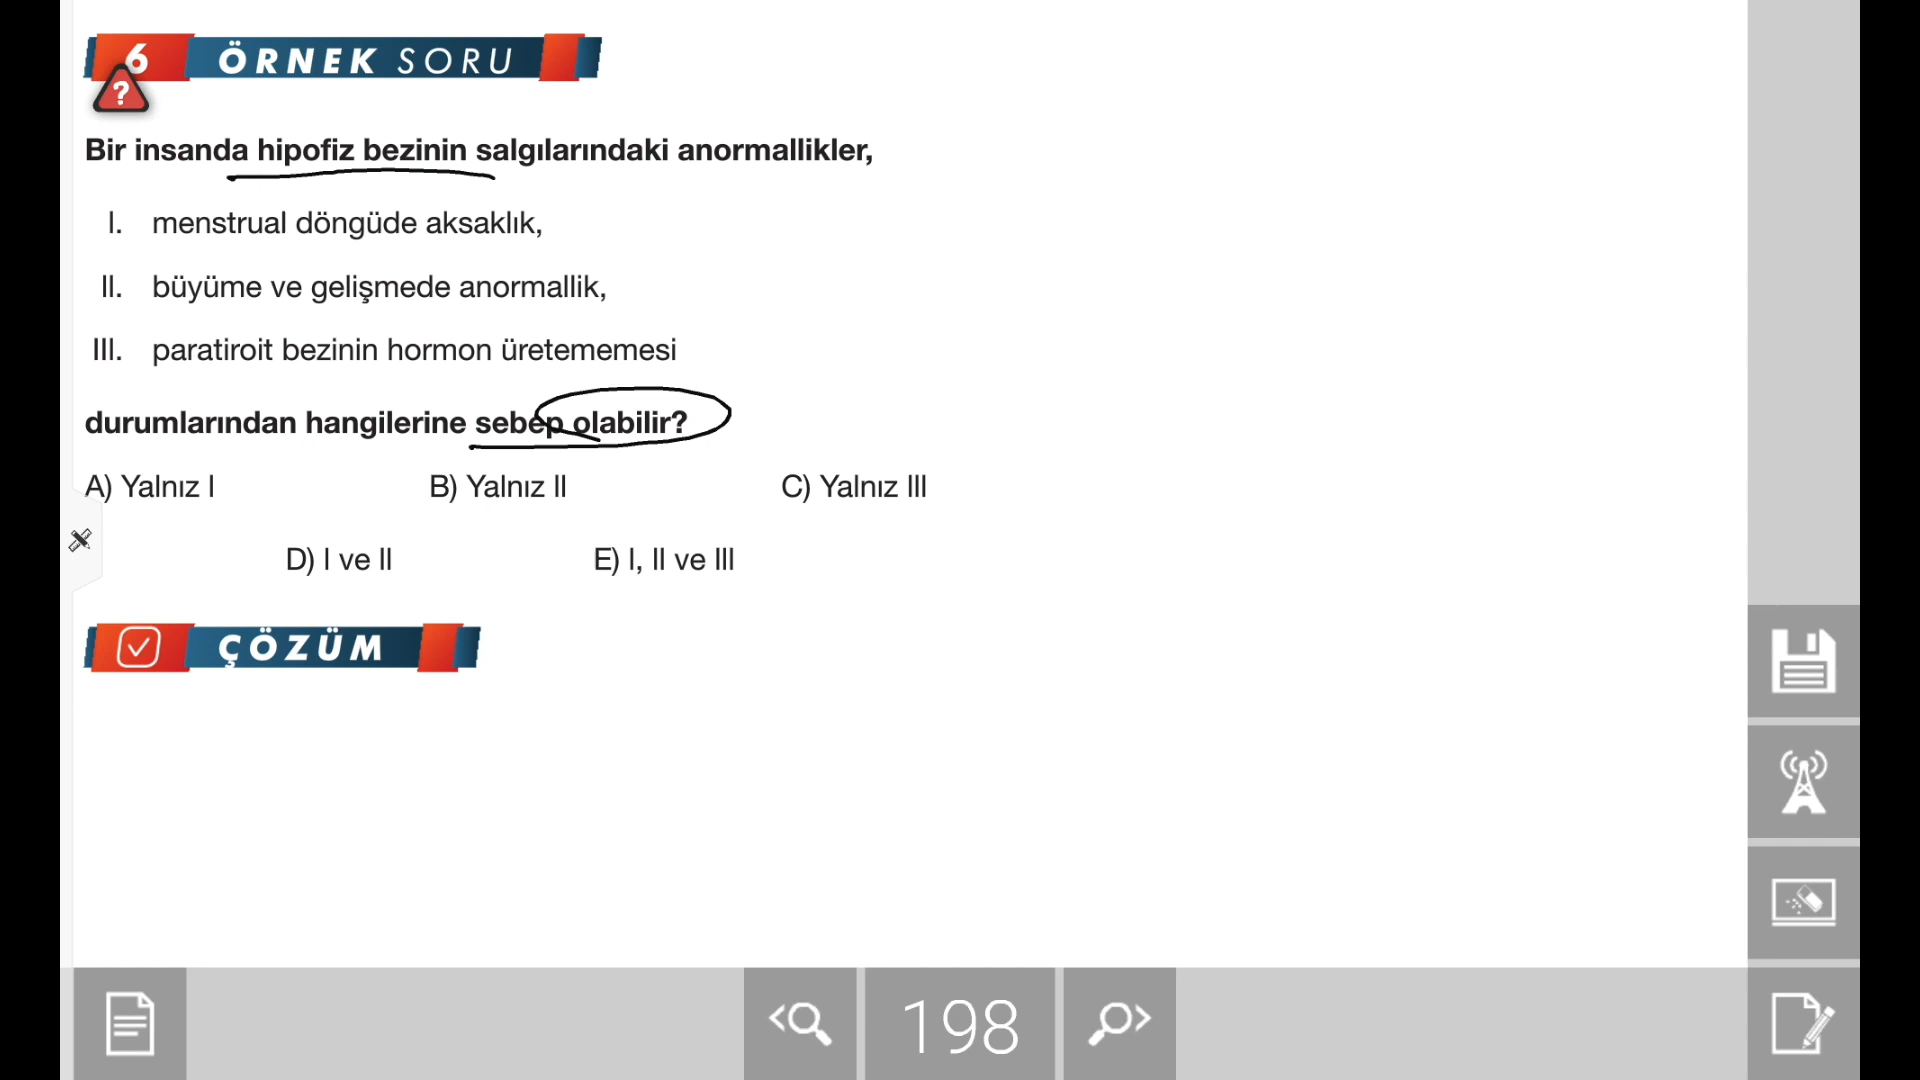 6 ÖRNEK SORU
?
Bir insanda hipofiz bezinin salgılarındaki anormallikler,
I. menstrual döngüde aksaklık,
II. büyüme ve gelişmede anormallik,
III. paratiroit bezinin hormon üretememesi
durumlarından hangilerine sebep olabilir?
A) Yalnız I B) Yalnız II C) Yalnız III
D) I ve II E) I, II ve III
ÇÖZÜM
198